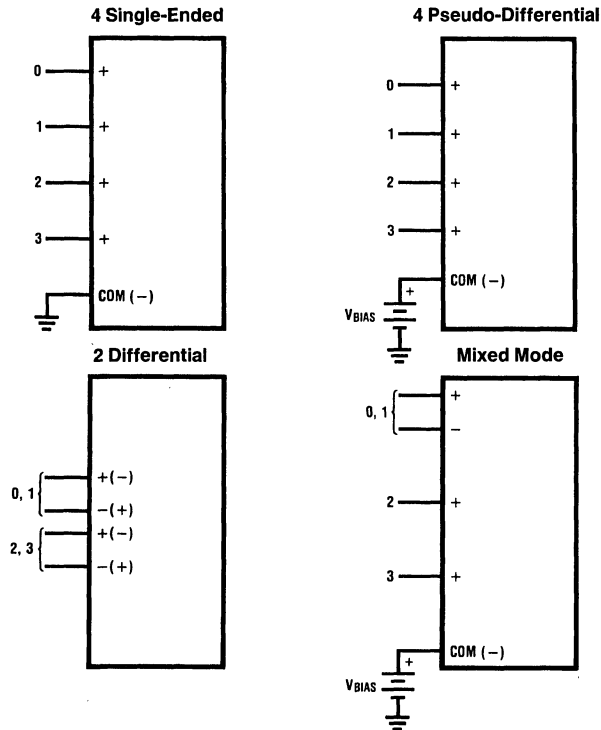 4 Single-Ended
0 +
1 +
2 +
3 +
COM (−)
4 Pseudo-Differential
0 +
1 +
2 +
3 +
COM (−)
+
VBIAS
2 Differential
0, 1
+(−)
−(+)
2, 3
+(−)
−(+)
Mixed Mode
0, 1
+
−
2 +
3 +
COM (−)
+
VBIAS